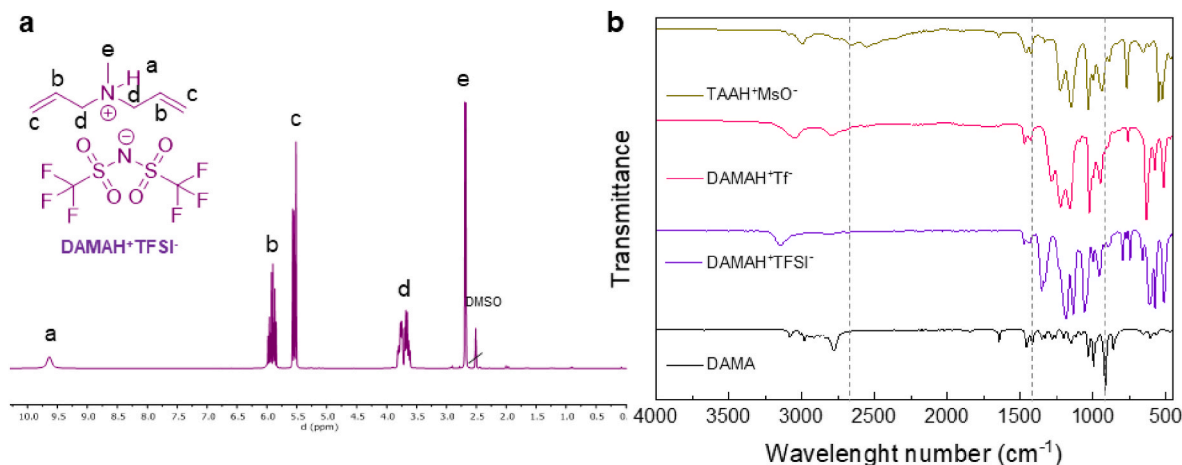 a
e
H
a
b
N
c
d
⊕
d
b
c
c
⊖
N
O
S
S
O
F
O
O
F
F
F
F
F
DAMAH⁺TFSI⁻
a
b
c
d
e
DMSO
10.0 9.5 9.0 8.5 8.0 7.5 7.0 6.5 6.0 5.5 5.0 4.5 4.0 3.5 3.0 2.5 2.0 1.5 1.0 0.5 0.0
d (ppm)
b
Transmittance
TAAH⁺MsO⁻
DAMAH⁺Tf⁻
DAMAH⁺TFSI⁻
DAMA
4000 3500 3000 2500 2000 1500 1000 500
Wavelenght number (cm⁻¹)